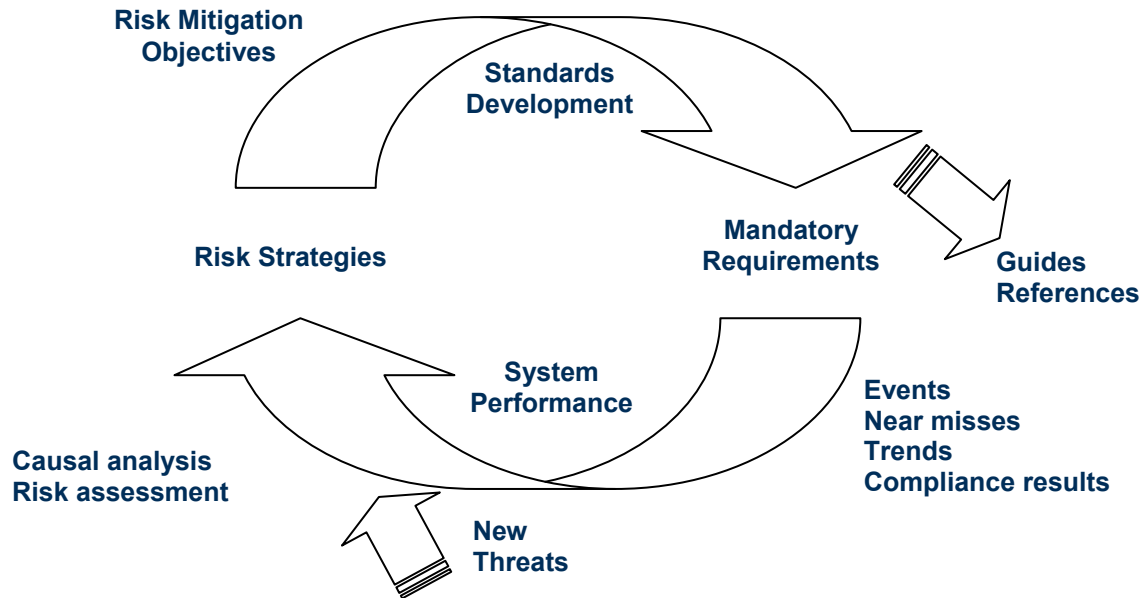 Risk Mitigation
Objectives
Standards
Development
Risk Strategies
Mandatory
Requirements
Guides
References
System
Performance
Events
Near misses
Trends
Compliance results
Causal analysis
Risk assessment
New
Threats